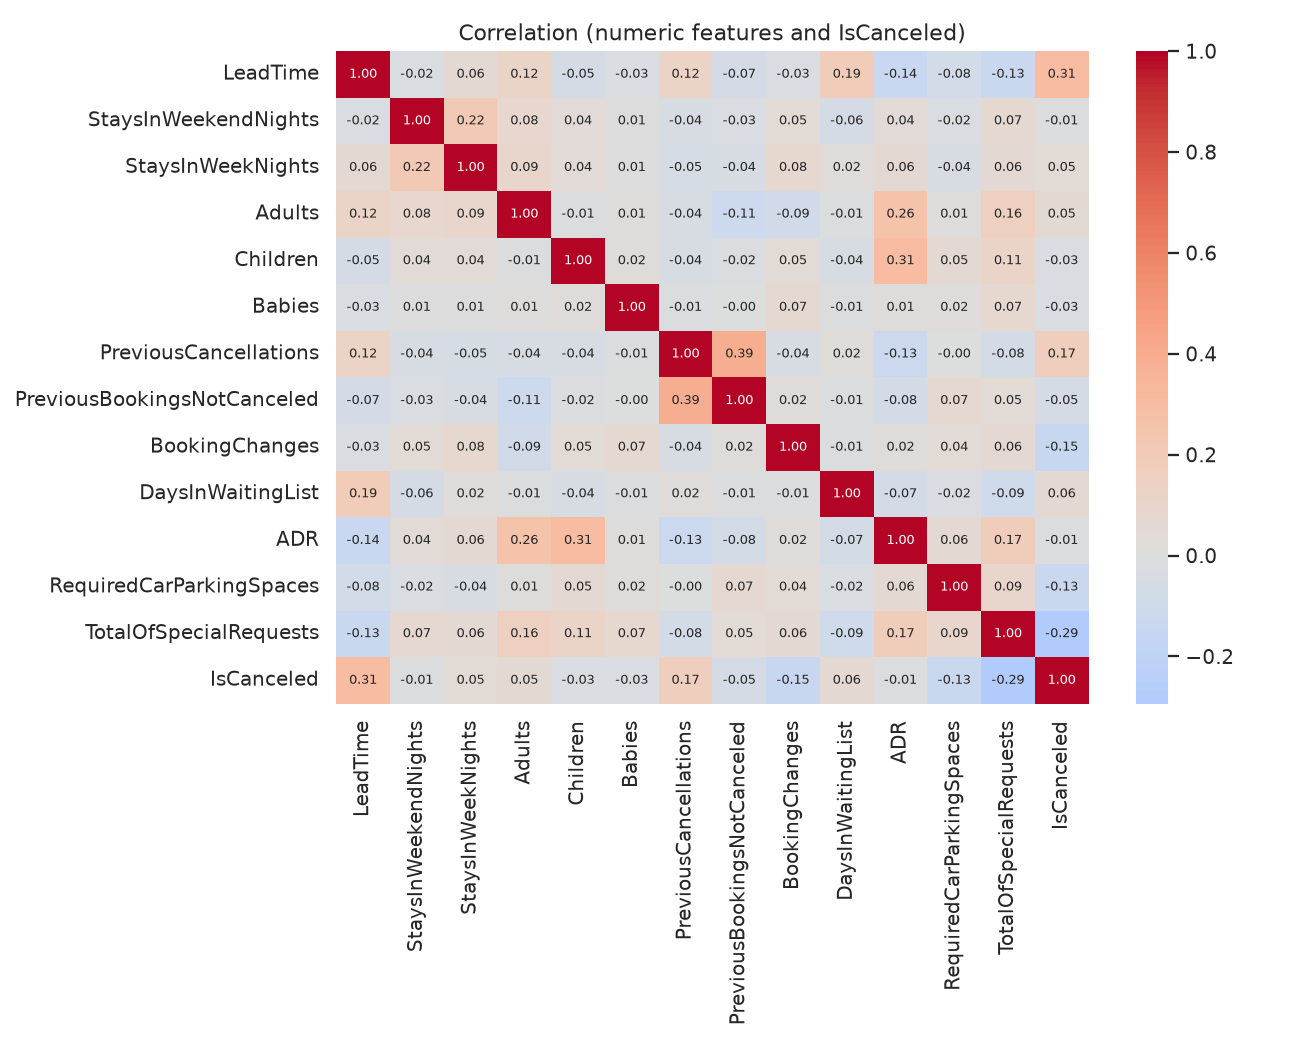 Correlation (numeric features and IsCanceled)
LeadTime 1.00 -0.02 0.06 0.12 -0.05 -0.03 0.12 -0.07 -0.03 0.19 -0.14 -0.08 -0.13 0.31
StaysInWeekendNights -0.02 1.00 0.22 0.08 0.04 0.01 -0.04 -0.03 0.05 -0.06 0.04 -0.02 0.07 -0.01
StaysInWeekNights 0.06 0.22 1.00 0.09 0.04 0.01 -0.05 -0.04 0.08 0.02 0.06 -0.04 0.06 0.05
Adults 0.12 0.08 0.09 1.00 -0.01 0.01 -0.04 -0.11 -0.09 -0.01 0.26 0.01 0.16 0.05
Children -0.05 0.04 0.04 -0.01 1.00 0.02 -0.04 -0.02 0.05 -0.04 0.31 0.05 0.11 -0.03
Babies -0.03 0.01 0.01 0.01 0.02 1.00 -0.01 -0.00 0.07 -0.01 0.01 0.02 0.07 -0.03
PreviousCancellations 0.12 -0.04 -0.05 -0.04 -0.04 -0.01 1.00 0.39 -0.04 0.02 -0.13 -0.00 -0.08 0.17
PreviousBookingsNotCanceled -0.07 -0.03 -0.04 -0.11 -0.02 -0.00 0.39 1.00 0.02 -0.01 -0.08 0.07 0.05 -0.05
BookingChanges -0.03 0.05 0.08 -0.09 0.05 0.07 -0.04 0.02 1.00 -0.01 0.02 0.04 0.06 -0.15
DaysInWaitingList 0.19 -0.06 0.02 -0.01 -0.04 -0.01 0.02 -0.01 -0.01 1.00 -0.07 -0.02 -0.09 0.06
ADR -0.14 0.04 0.06 0.26 0.31 0.01 -0.13 -0.08 0.02 -0.07 1.00 0.06 0.17 -0.01
RequiredCarParkingSpaces -0.08 -0.02 -0.04 0.01 0.05 0.02 -0.00 0.07 0.04 -0.02 0.06 1.00 0.09 -0.13
TotalOfSpecialRequests -0.13 0.07 0.06 0.16 0.11 0.07 -0.08 0.05 0.06 -0.09 0.17 0.09 1.00 -0.29
IsCanceled 0.31 -0.01 0.05 0.05 -0.03 -0.03 0.17 -0.05 -0.15 0.06 -0.01 -0.13 -0.29 1.00
LeadTime
StaysInWeekendNights
StaysInWeekNights
Adults
Children
Babies
PreviousCancellations
PreviousBookingsNotCanceled
BookingChanges
DaysInWaitingList
ADR
RequiredCarParkingSpaces
TotalOfSpecialRequests
IsCanceled
1.0
0.8
0.6
0.4
0.2
0.0
−0.2